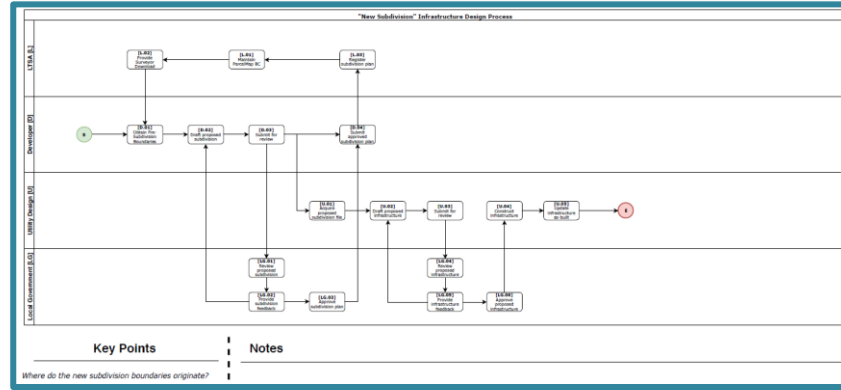 "New Subdivision" Infrastructure Design Process
LTSA [L]
[L.02]
Provide
Surveyor
Download
[L.01]
Maintain
ParcelMap BC
[L.03]
Register
subdivision plan
Developer [D]
[D.01]
Obtain Pre-
Subdivision
Boundaries
[D.02]
Draft proposed
subdivision
[D.03]
Submit for
review
[D.04]
Submit
approved
subdivision plan
Utility Design [U]
[U.01]
Acquire
proposed
subdivision file
[U.02]
Draft proposed
infrastructure
[U.03]
Submit for
review
[U.04]
Construct
infrastructure
[U.05]
Update
infrastructure
as-built
E
Local Government [LG]
[LG.01]
Review
proposed
subdivision
[LG.02]
Provide
subdivision
feedback
[LG.03]
Approve
subdivision plan
[LG.04]
Review
proposed
infrastructure
[LG.05]
Provide
infrastructure
feedback
[LG.06]
Approve
proposed
infrastructure
Key Points
Notes
Where do the new subdivision boundaries originate?